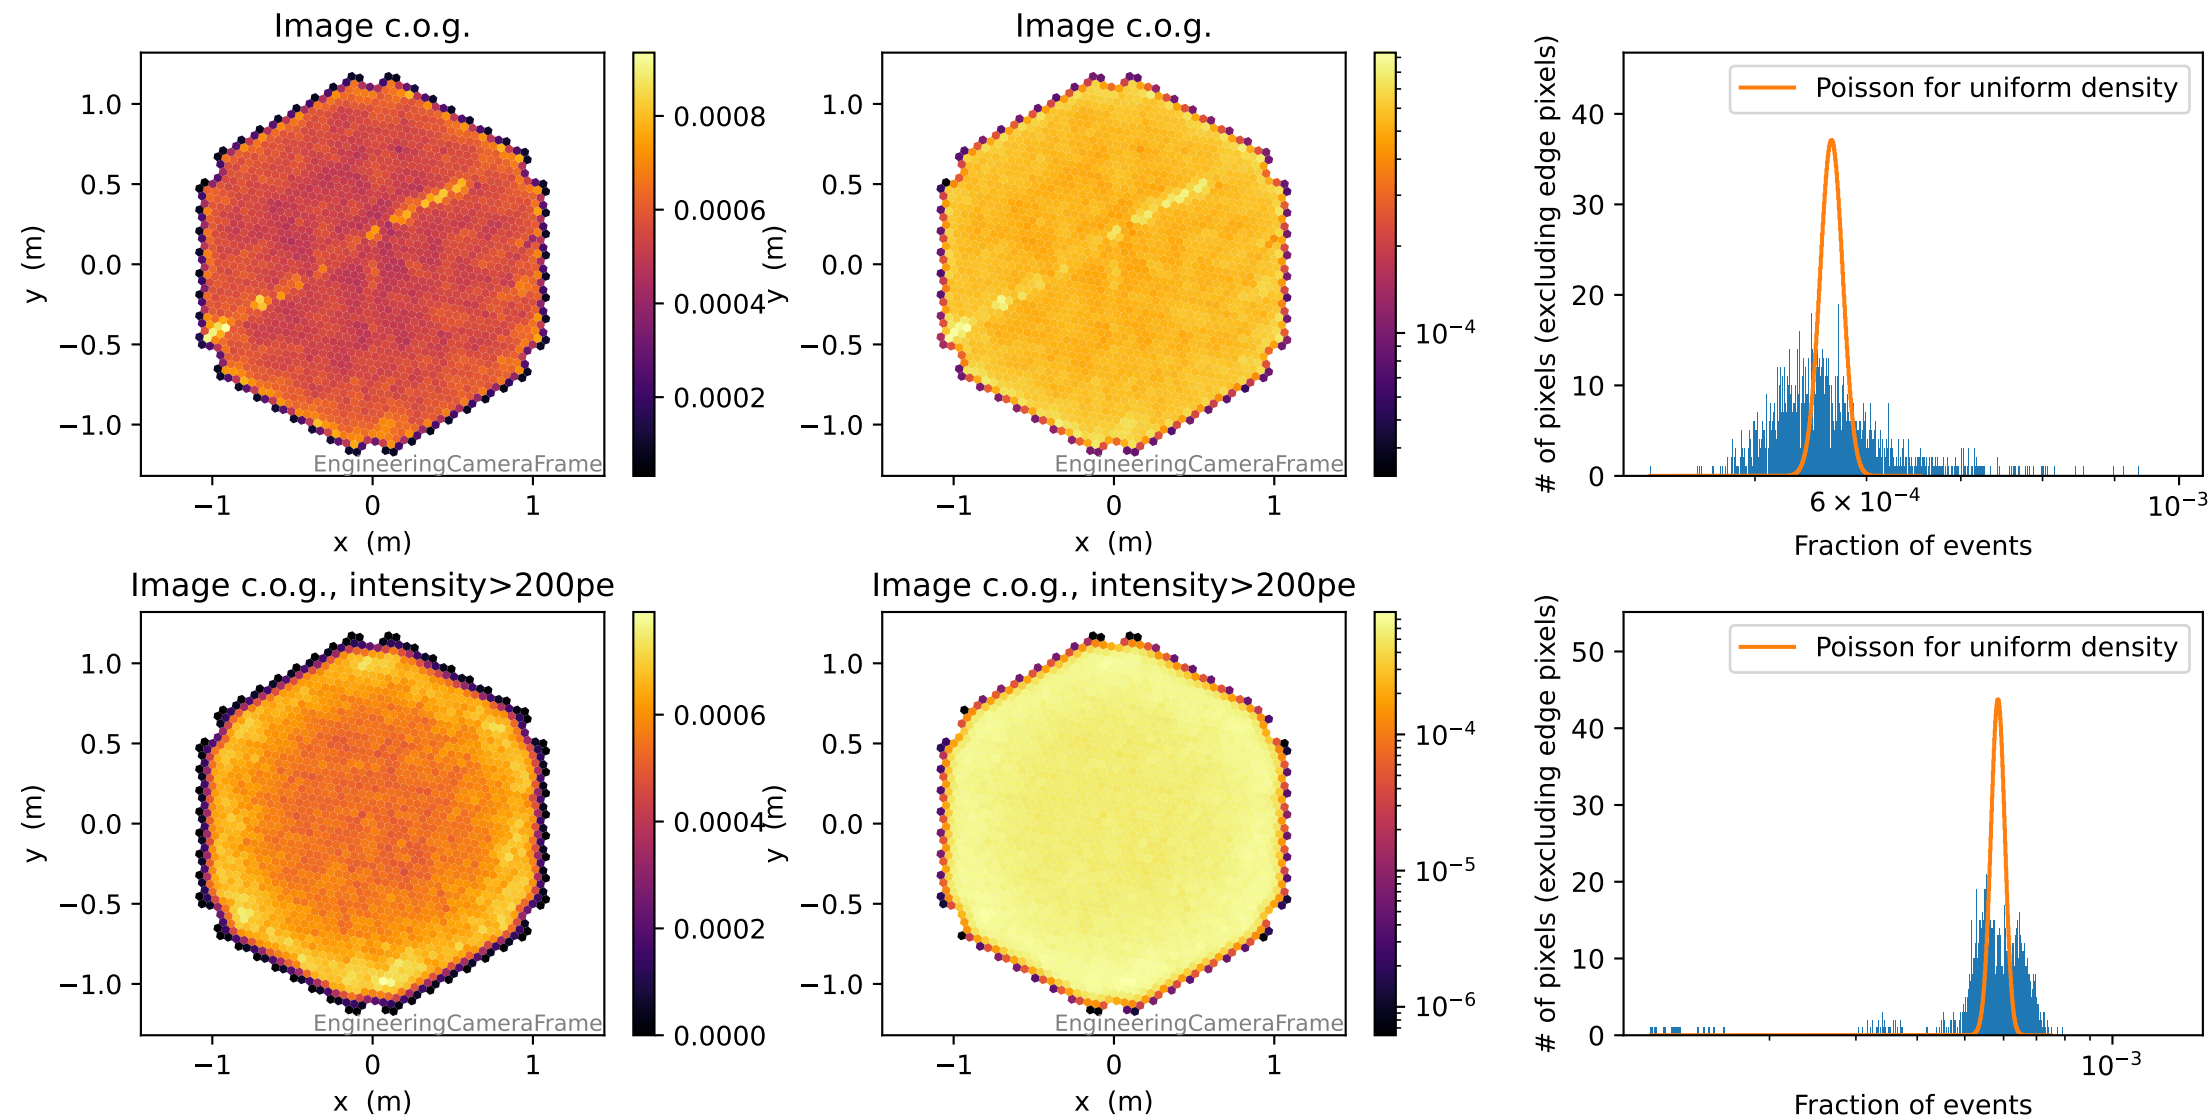 Image c.o.g.
1.0
0.5
0.0
−0.5
−1.0
y (m)
−1
0
1
x (m)
EngineeringCameraFrame
0.0008
0.0006
0.0004
0.0002
Image c.o.g.
1.0
0.5
0.0
−0.5
−1.0
y (m)
−1
0
1
x (m)
EngineeringCameraFrame
10⁻⁴
Poisson for uniform density
# of pixels (excluding edge pixels)
40
30
20
10
0
6 × 10⁻⁴
10⁻³
Fraction of events
Image c.o.g., intensity>200pe
1.0
0.5
0.0
−0.5
−1.0
y (m)
−1
0
1
x (m)
EngineeringCameraFrame
0.0006
0.0004
0.0002
0.0000
Image c.o.g., intensity>200pe
1.0
0.5
0.0
−0.5
−1.0
y (m)
−1
0
1
x (m)
EngineeringCameraFrame
10⁻⁴
10⁻⁵
10⁻⁶
Poisson for uniform density
# of pixels (excluding edge pixels)
50
40
30
20
10
0
10⁻³
Fraction of events